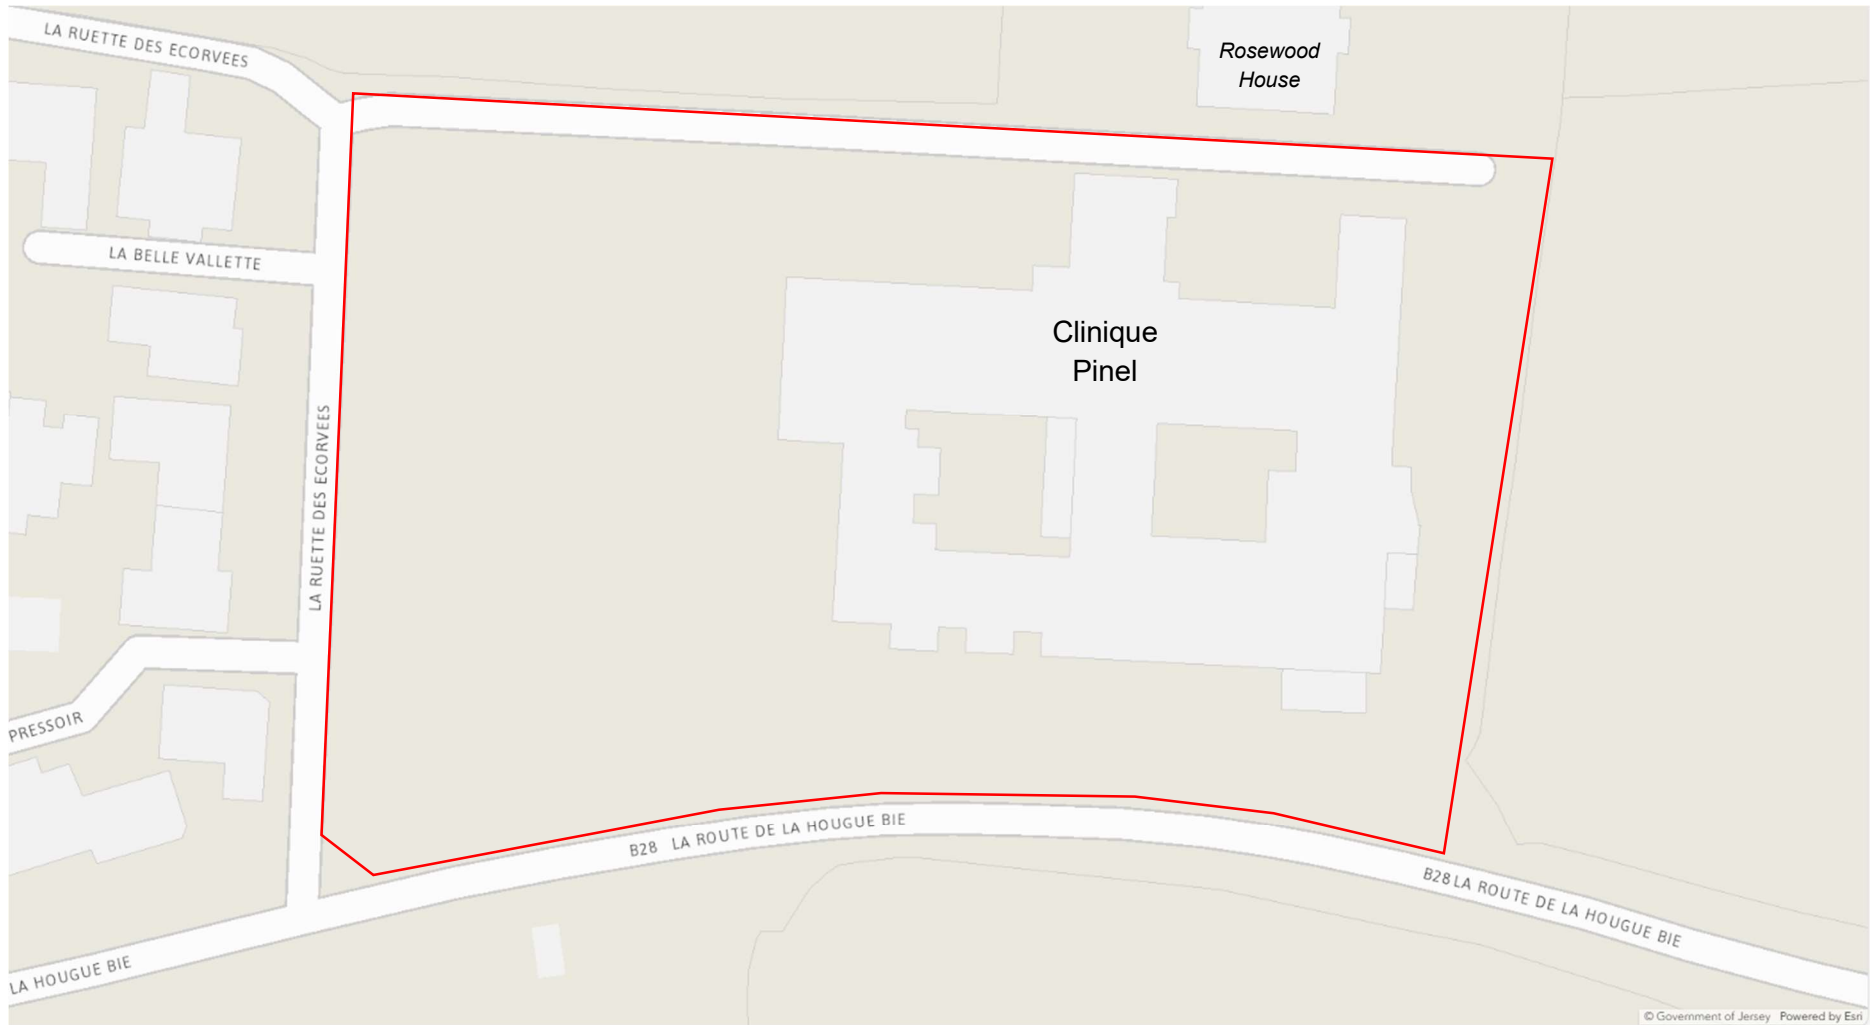 LA RUETTE DES ECORVEES
Rosewood
House
LA BELLE VALLETTE
Clinique
Pinel
LA RUETTE DES ECORVEES
PRESSOIR
B28 LA ROUTE DE LA HOUGUE BIE
B28 LA ROUTE DE LA HOUGUE BIE
LA HOUGUE BIE
© Government of Jersey Powered by Esri